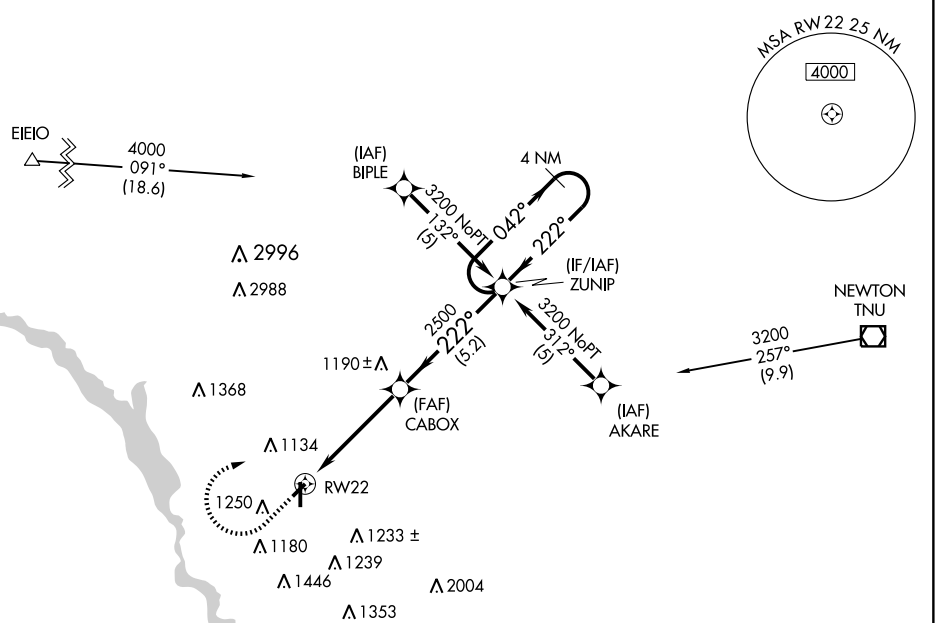 MSA RW22 25 NM
4000
EIEIO
4000
091°
(18.6)
(IAF)
BIPLE
4 NM
3200 NoPT
132°
(5)
042°
222°
(IF/IAF)
ZUNIP
2996
2988
NEWTON
TNU
3200
257°
(9.9)
2500
222°
(5.2)
3200 NoPT
312°
(5)
1190 ±
1368
(FAF)
CABOX
(IAF)
AKARE
1134
RW22
1250
1180
1233 ±
1239
1446
2004
1353